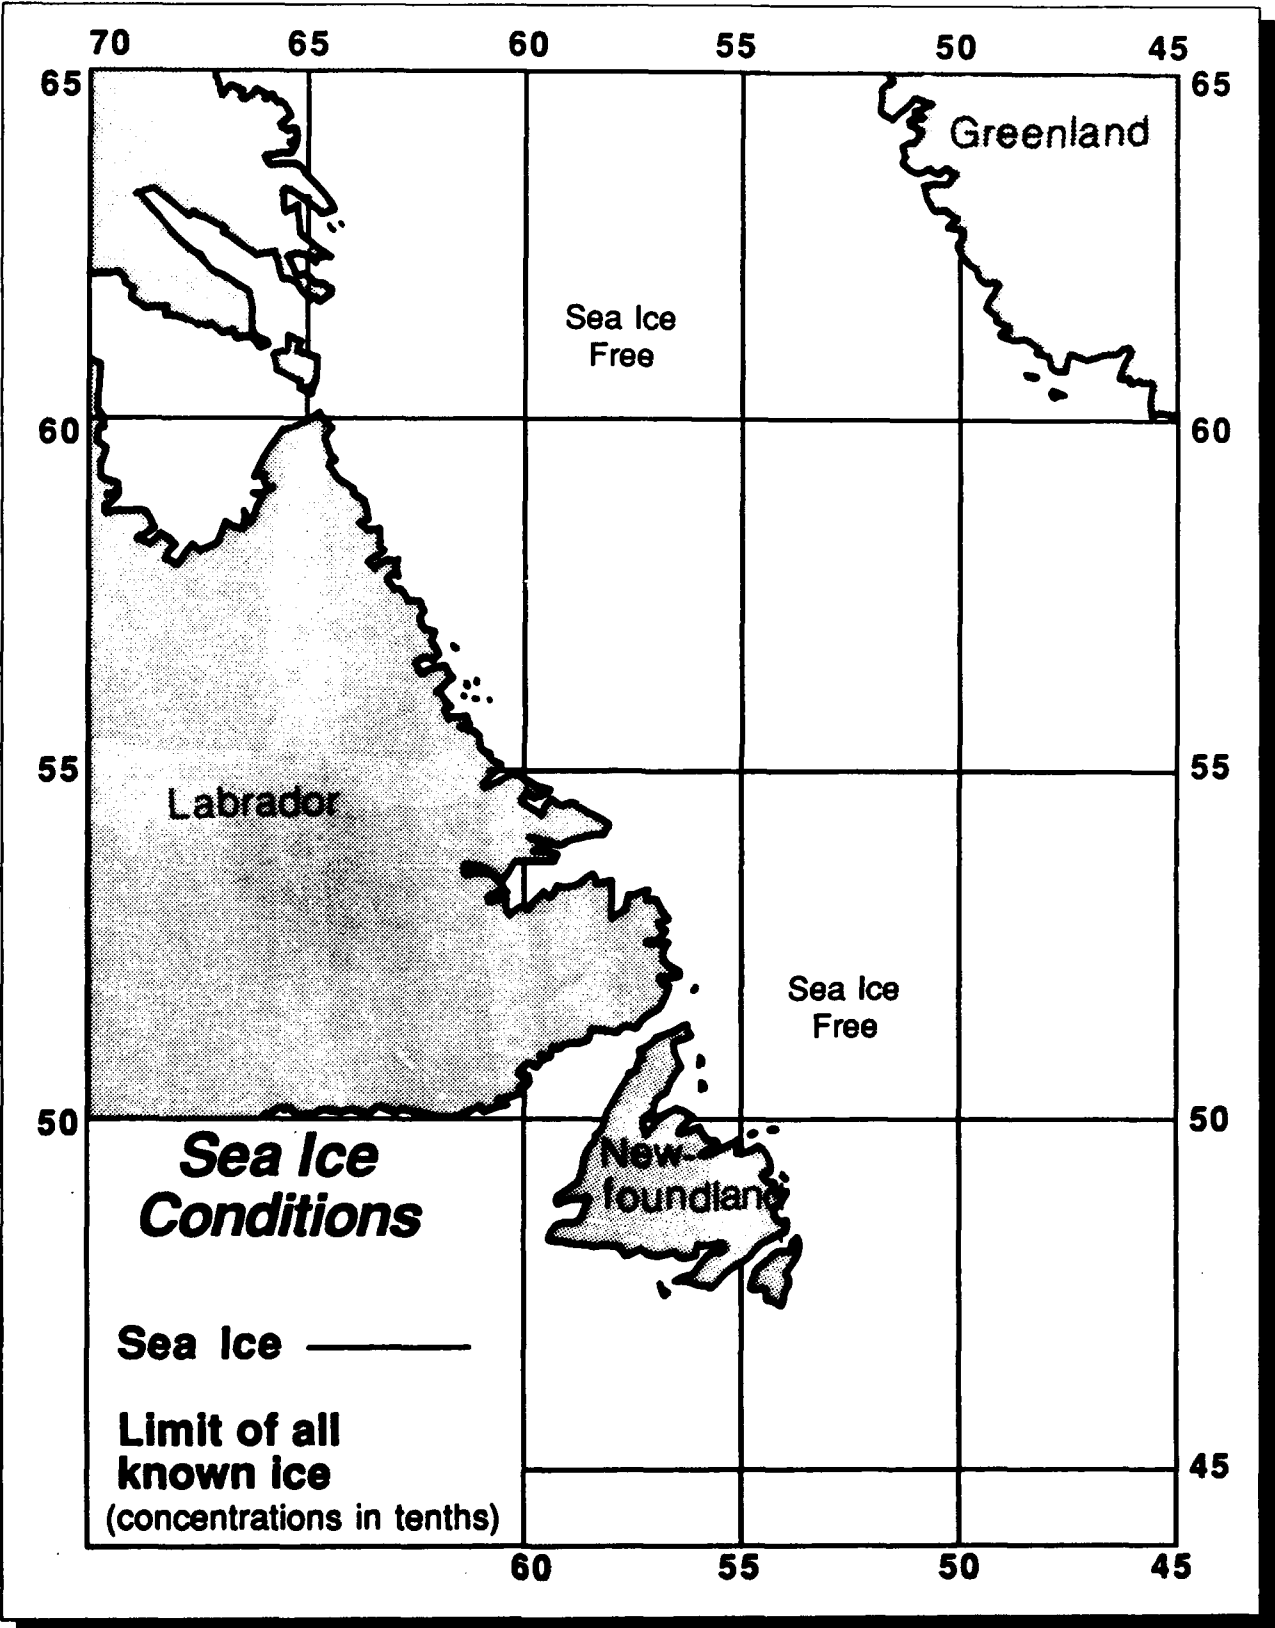 70 65 60 55 50 45
65 65
Greenland
Sea Ice
Free
60 60
55 55
Labrador
Sea Ice
Free
50 50
New-
foundland
Sea Ice
Conditions
Sea Ice
Limit of all
known ice
(concentrations in tenths)
45
60 55 50 45